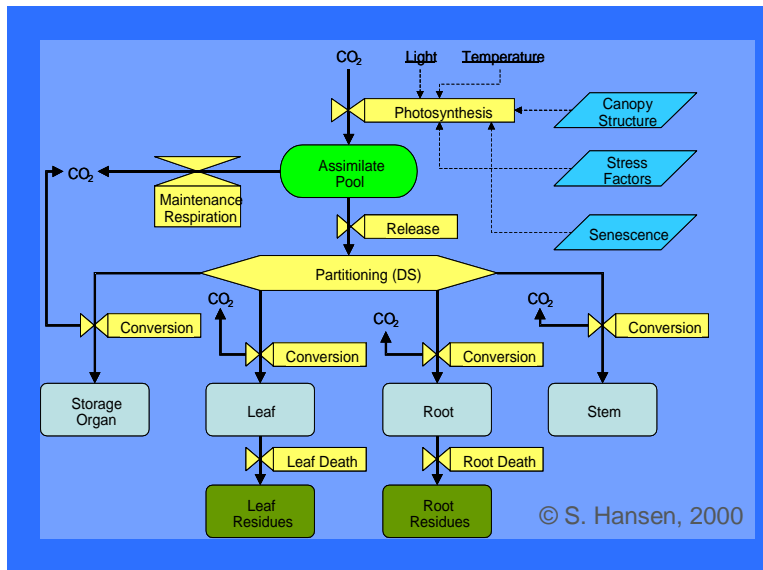 CO2
Light
Temperature
Photosynthesis
Canopy
Structure
Assimilate
Pool
Stress
Factors
CO2
Maintenance
Respiration
Release
Senescence
Partitioning (DS)
CO2
CO2
CO2
Conversion
Conversion
Conversion
Conversion
Storage
Organ
Leaf
Root
Stem
Leaf Death
Root Death
Leaf
Residues
Root
Residues
© S. Hansen, 2000